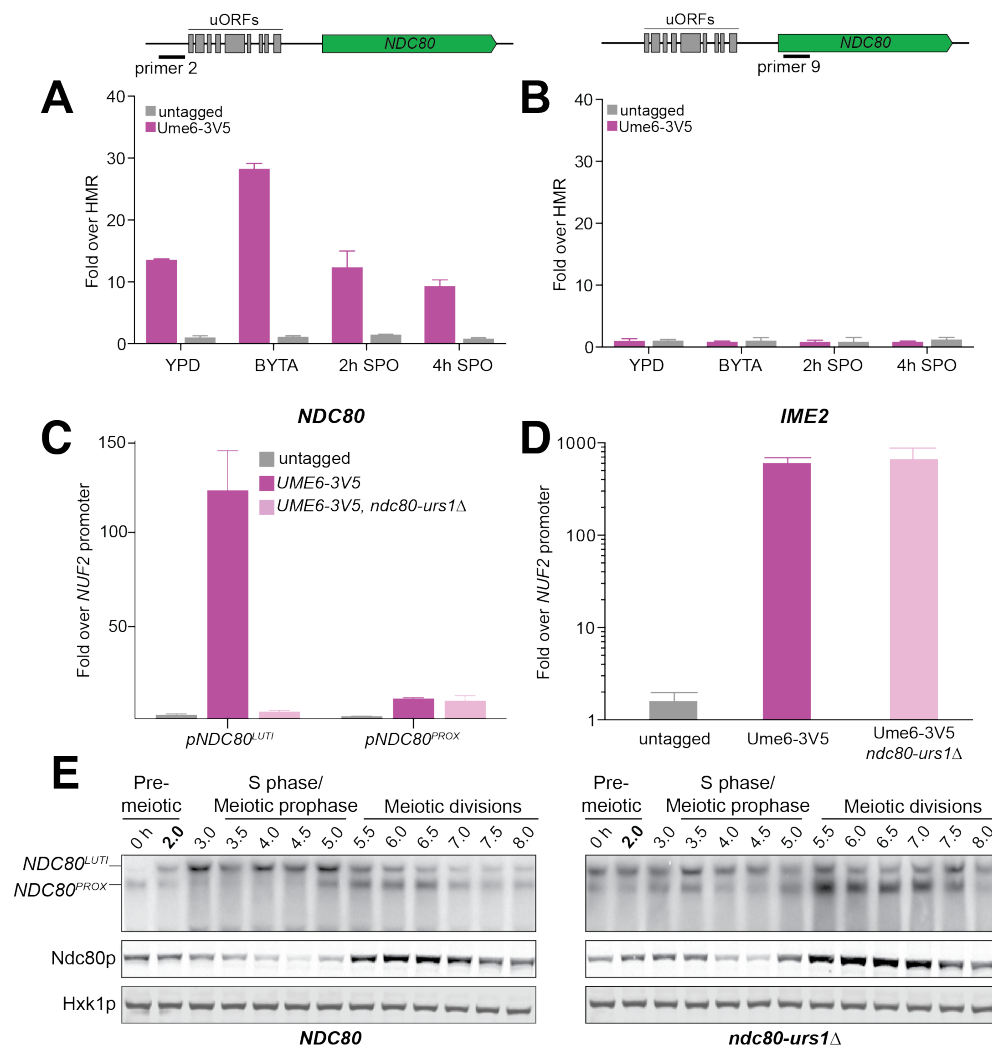 uORFs
NDC80
primer 2
uORFs
NDC80
primer 9
A
40
30
20
10
0
Fold over HMR
untagged
Ume6-3V5
YPD BYTA 2h SPO 4h SPO
B
40
30
20
10
0
Fold over HMR
untagged
Ume6-3V5
YPD BYTA 2h SPO 4h SPO
C
NDC80
150
100
50
Fold over NUF2 promoter
untagged
UME6-3V5
UME6-3V5, ndc80-urs1Δ
pNDC80LUTI pNDC80PROX
D
IME2
1000
100
10
1
Fold over NUF2 promoter
untagged Ume6-3V5 Ume6-3V5
ndc80-urs1Δ
E
Pre-
meiotic
S phase/
Meiotic prophase
Meiotic divisions
0 h 2.0 3.0 3.5 4.0 4.5 5.0 5.5 6.0 6.5 7.0 7.5 8.0
NDC80LUTI
NDC80PROX
Ndc80p
Hxk1p
NDC80
Pre-
meiotic
S phase/
Meiotic prophase
Meiotic divisions
0 h 2.0 3.0 3.5 4.0 4.5 5.0 5.5 6.0 6.5 7.0 7.5 8.0
ndc80-urs1Δ